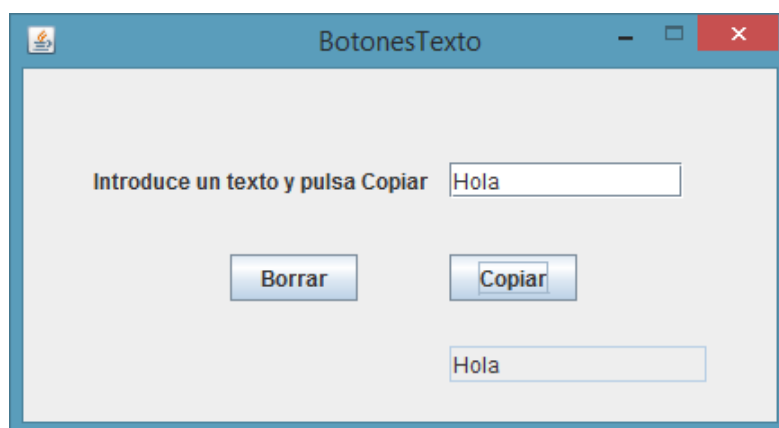 BotonesTexto
Introduce un texto y pulsa Copiar Hola
Borrar Copiar
Hola